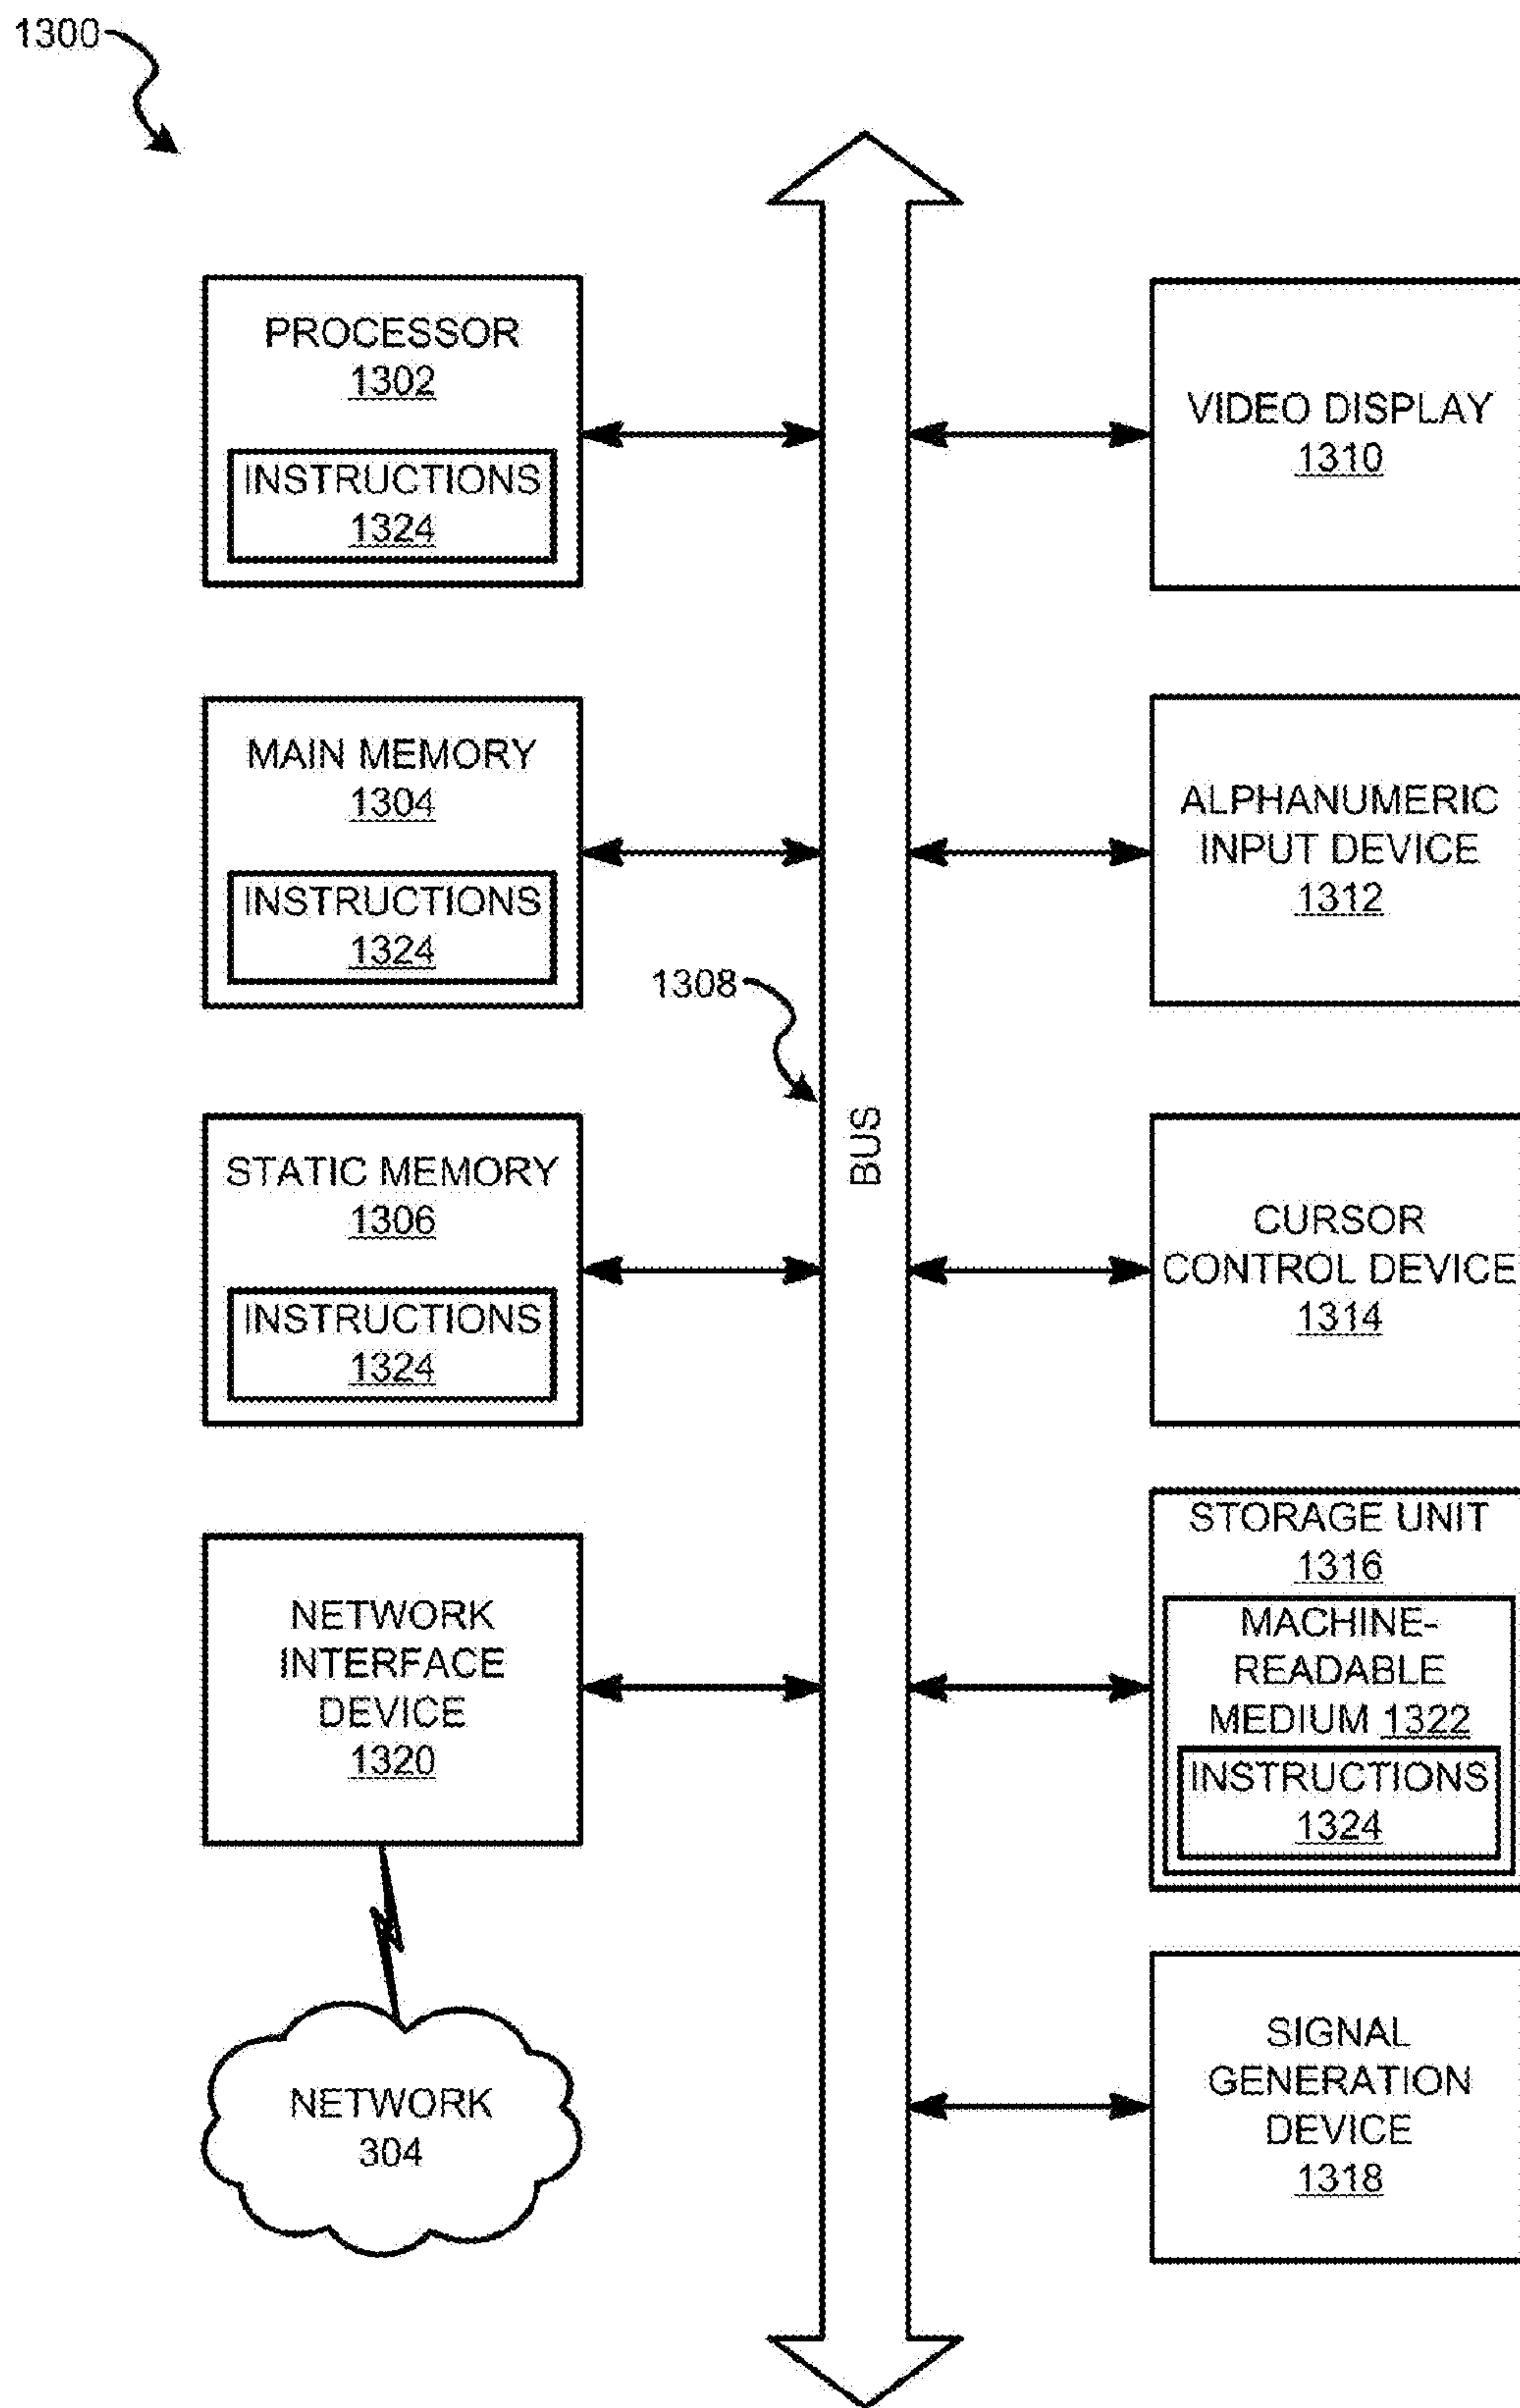 1300
PROCESSOR
1302
INSTRUCTIONS
1324
MAIN MEMORY
1304
INSTRUCTIONS
1324
STATIC MEMORY
1306
INSTRUCTIONS
1324
NETWORK
INTERFACE
DEVICE
1320
NETWORK
304
1308
BUS
VIDEO DISPLAY
1310
ALPHANUMERIC
INPUT DEVICE
1312
CURSOR
CONTROL DEVICE
1314
STORAGE UNIT
1316
MACHINE-
READABLE
MEDIUM 1322
INSTRUCTIONS
1324
SIGNAL
GENERATION
DEVICE
1318